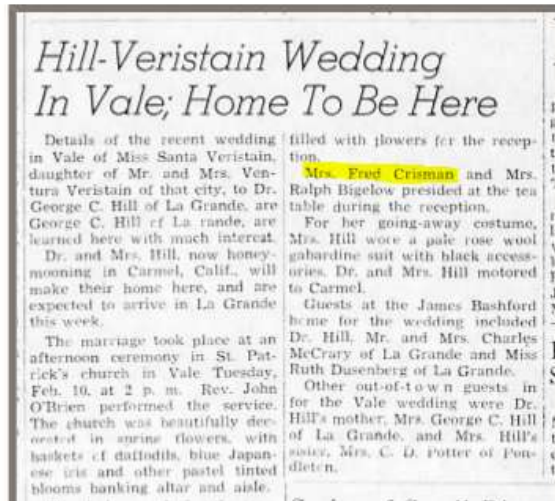 Hill-Veristain Wedding
In Vale; Home To Be Here
Details of the recent wedding
in Vale of Miss Santa Veristain,
daughter of Mr. and Mrs. Ven-
tura Veristain of that city, to Dr.
George C. Hill of La Grande, are
George C. Hill cf La rande, are
learned here with much interest.
Dr. and Mrs. Hill, now honey-
mooning in Carmel, Calif., will
make their home here, and are
expected to arrive in La Grande
this week.
The marriage took place at an
afternoon ceremony in St. Pat-
rick's church in Vale Tuesday,
Feb. 10, at 2 p. m. Rev. John
O'Brien performed the service.
The church was beautifully dec-
orated in spring flowers, with
baskets cf daffodils, blue Japan-
ese iris and other pastel tinted
blooms banking altar and aisle.
filled with flowers fcr the recep-
tion.
Mrs. Fred Crisman and Mrs.
Ralph Bigelow presided at the tea
table during the reception.
For her going-away costume,
Mrs. Hill wore a pale rose wool
gabardine suit with black access-
ories. Dr. and Mrs. Hill motored
to Carmel.
Guests at the James Bashford
hcme for the wedding included
Dr. Hill, Mr. and Mrs. Charles
McCrary of La Grande and Miss
Ruth Dusenberg of La Grande.
Other out-of-town guests in
for the Vale wedding were Dr.
Hill's mother, Mrs. George C. Hill
of La Grande, and Mrs. Hill's
sister, Mrs. C. D. Potter of Pen-
dleton.